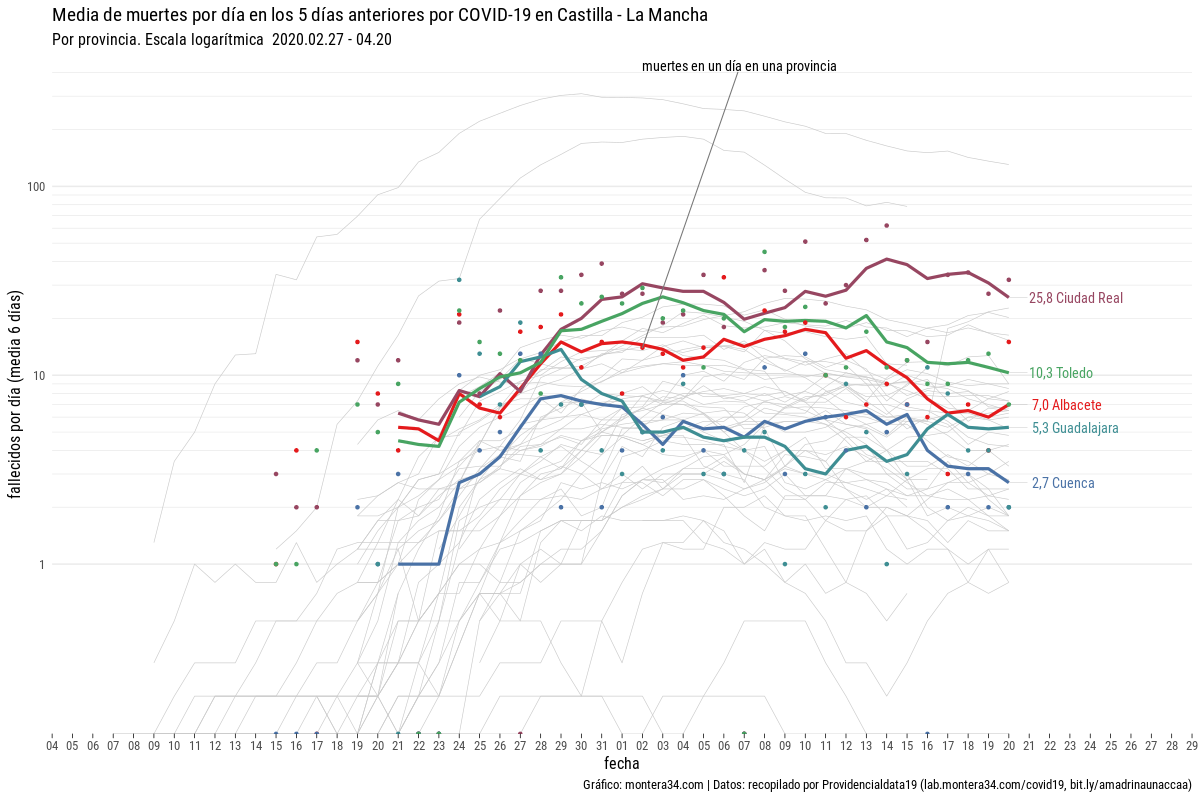 Media de muertes por día en los 5 días anteriores por COVID-19 en Castilla - La Mancha
Por provincia. Escala logarítmica  2020.02.27 - 04.20
muertes en un día en una provincia
fallecidos por día (media 6 días)
100
10
1
25,8 Ciudad Real
10,3 Toledo
7,0 Albacete
5,3 Guadalajara
2,7 Cuenca
04 05 06 07 08 09 10 11 12 13 14 15 16 17 18 19 20 21 22 23 24 25 26 27 28 29 30 31 01 02 03 04 05 06 07 08 09 10 11 12 13 14 15 16 17 18 19 20 21 22 23 24 25 26 27 28 29
fecha
Gráfico: montera34.com | Datos: recopilado por Providencialdata19 (lab.montera34.com/covid19, bit.ly/amadrinaunaccaa)